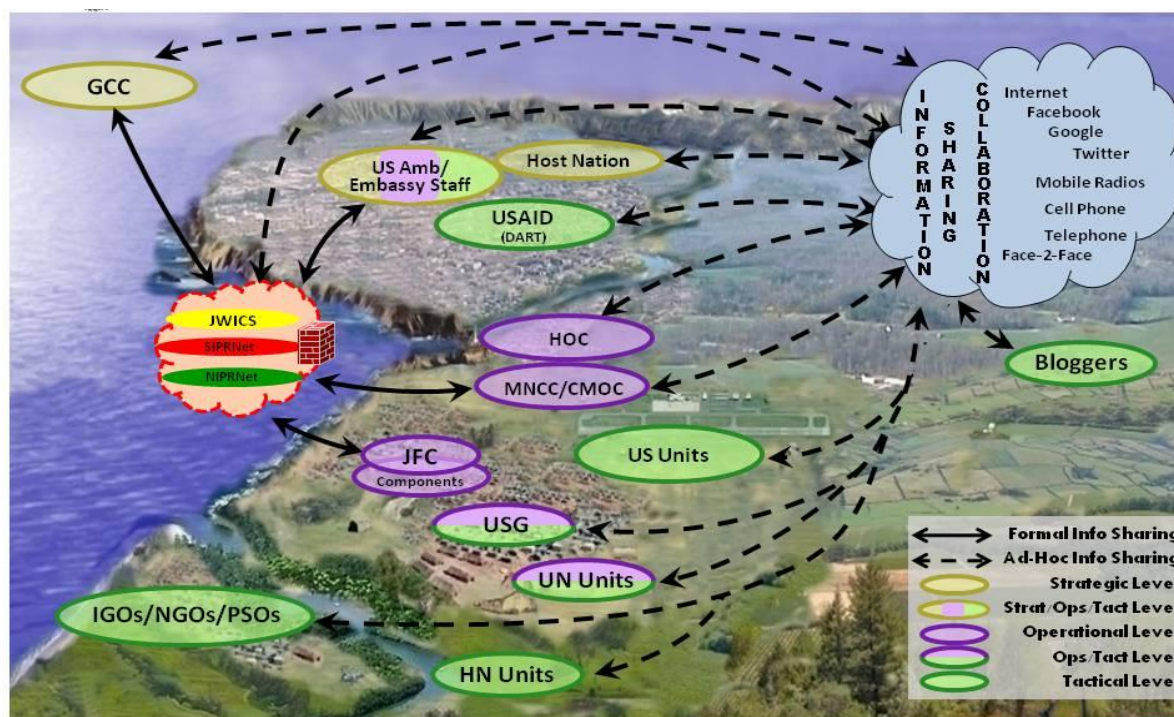 GCC
US Amb/
Embassy Staff
Host Nation
USAID
(DART)
JWICS
SIPRNet
NIPRNet
HOC
MNCC/CMOC
JFC
Components
US Units
USG
UN Units
IGOs/NGOs/PSOs
HN Units
INFORMATION
SHARING
COLLABORATION
Internet
Facebook
Google
Twitter
Mobile Radios
Cell Phone
Telephone
Face-2-Face
Bloggers
Formal Info Sharing
Ad-Hoc Info Sharing
Strategic Level
Strat/Ops/Tact Level
Operational Level
Ops/Tact Level
Tactical Level